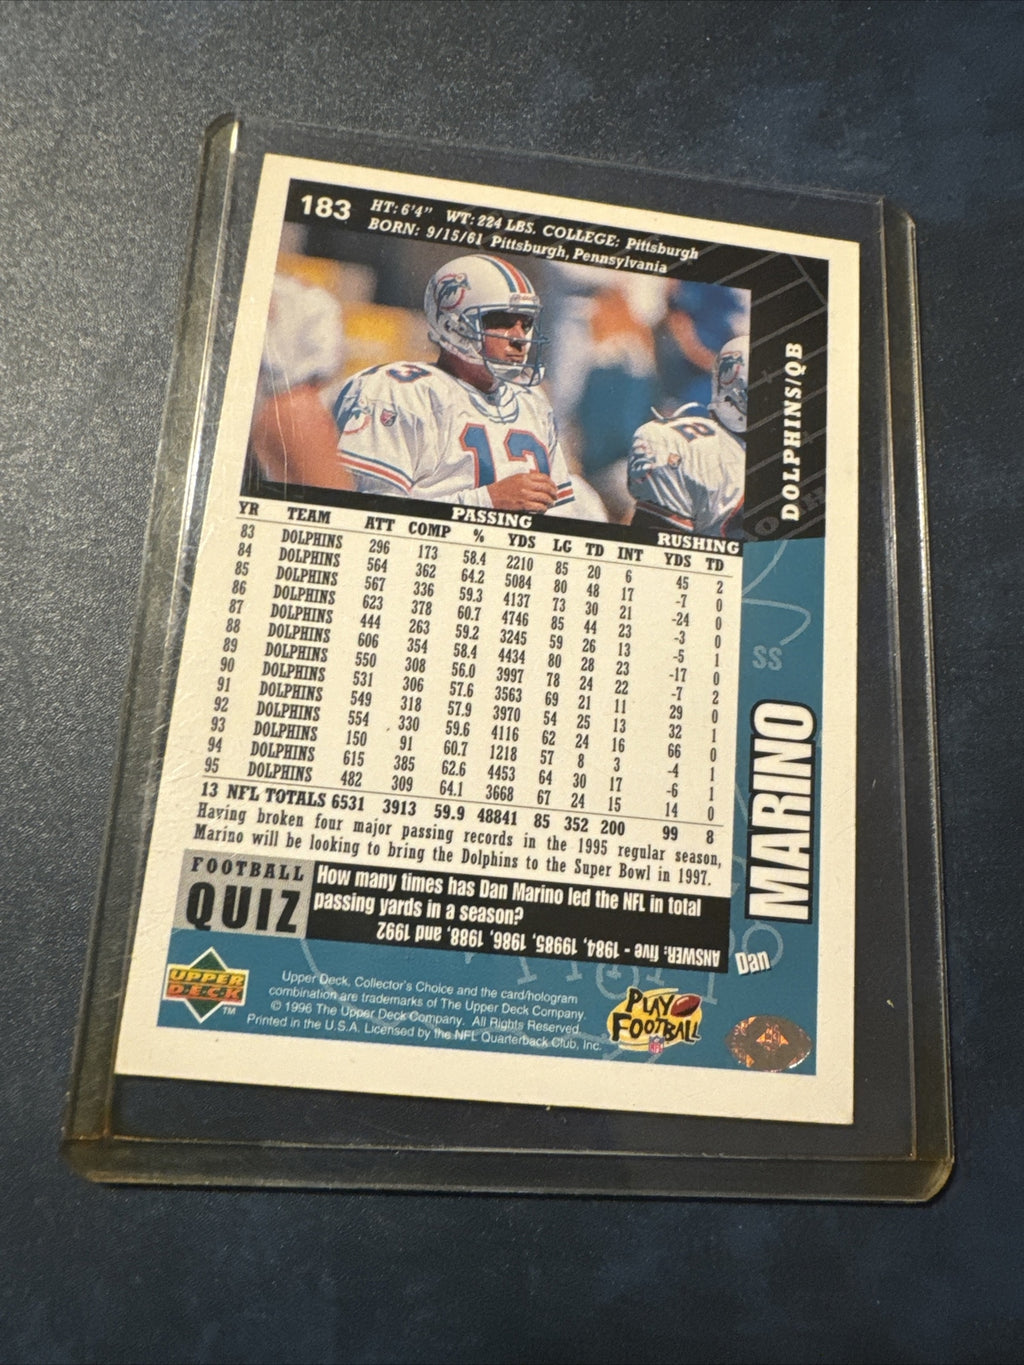 183
HT: 6'4" WT: 224 LBS. COLLEGE: Pittsburgh
BORN: 9/15/61 Pittsburgh, Pennsylvania
DOLPHINS/QB
13
13
2
PASSING RUSHING
YR TEAM ATT COMP % YDS LG TD INT YDS TD
83 DOLPHINS 296 173 58.4 2210 85 20 6 45 2
84 DOLPHINS 564 362 64.2 5084 80 48 17 -7 0
85 DOLPHINS 567 336 59.3 4137 73 30 21 -24 0
86 DOLPHINS 623 378 60.7 4746 85 44 23 -3 0
87 DOLPHINS 444 263 59.2 3245 59 26 13 -5 1
88 DOLPHINS 606 354 58.4 4434 80 28 23 -17 0
89 DOLPHINS 550 308 56.0 3997 78 24 22 -7 2
90 DOLPHINS 531 306 57.6 3563 69 21 11 29 0
91 DOLPHINS 549 318 57.9 3970 54 25 13 32 1
92 DOLPHINS 554 330 59.6 4116 62 24 16 66 0
93 DOLPHINS 150 91 60.7 1218 57 8 3 -4 1
94 DOLPHINS 615 385 62.6 4453 64 30 17 -6 1
95 DOLPHINS 482 309 64.1 3668 67 24 15 14 0
13 NFL TOTALS 6531 3913 59.9 48841 85 352 200 99 8
Having broken four major passing records in the 1995 regular season,
Marino will be looking to bring the Dolphins to the Super Bowl in 1997.
SS
Dan
MARINO
FOOTBALL
QUIZ
How many times has Dan Marino led the NFL in total
passing yards in a season?
ANSWER: five - 1984, 19985, 1986, 1988, and 1992
UPPER
DECK
TM
Upper Deck, Collector's Choice and the card/hologram
combination are trademarks of The Upper Deck Company.
© 1996 The Upper Deck Company. All Rights Reserved.
Printed in the U.S.A. Licensed by the NFL Quarterback Club, Inc.
PLAY
FOOTBALL
NFL